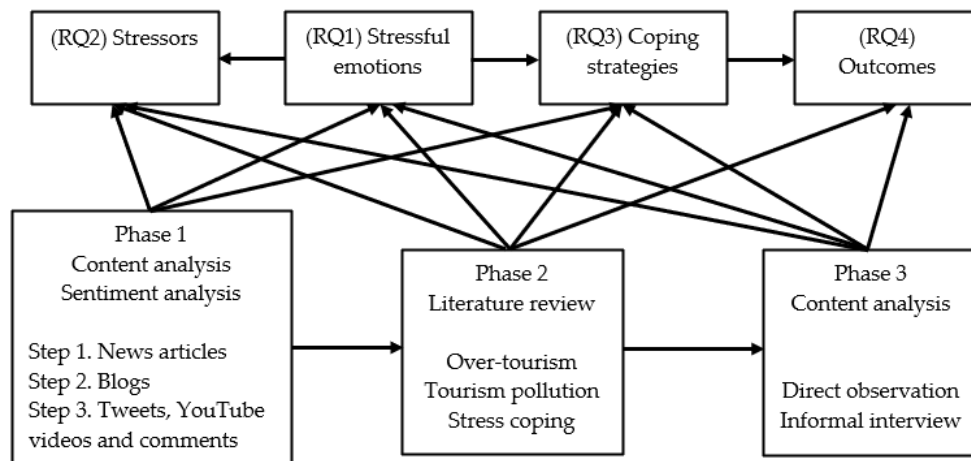 (RQ2) Stressors
(RQ1) Stressful
emotions
(RQ3) Coping
strategies
(RQ4)
Outcomes
Phase 1
Content analysis
Sentiment analysis
Step 1. News articles
Step 2. Blogs
Step 3. Tweets, YouTube
videos and comments
Phase 2
Literature review
Over-tourism
Tourism pollution
Stress coping
Phase 3
Content analysis
Direct observation
Informal interview